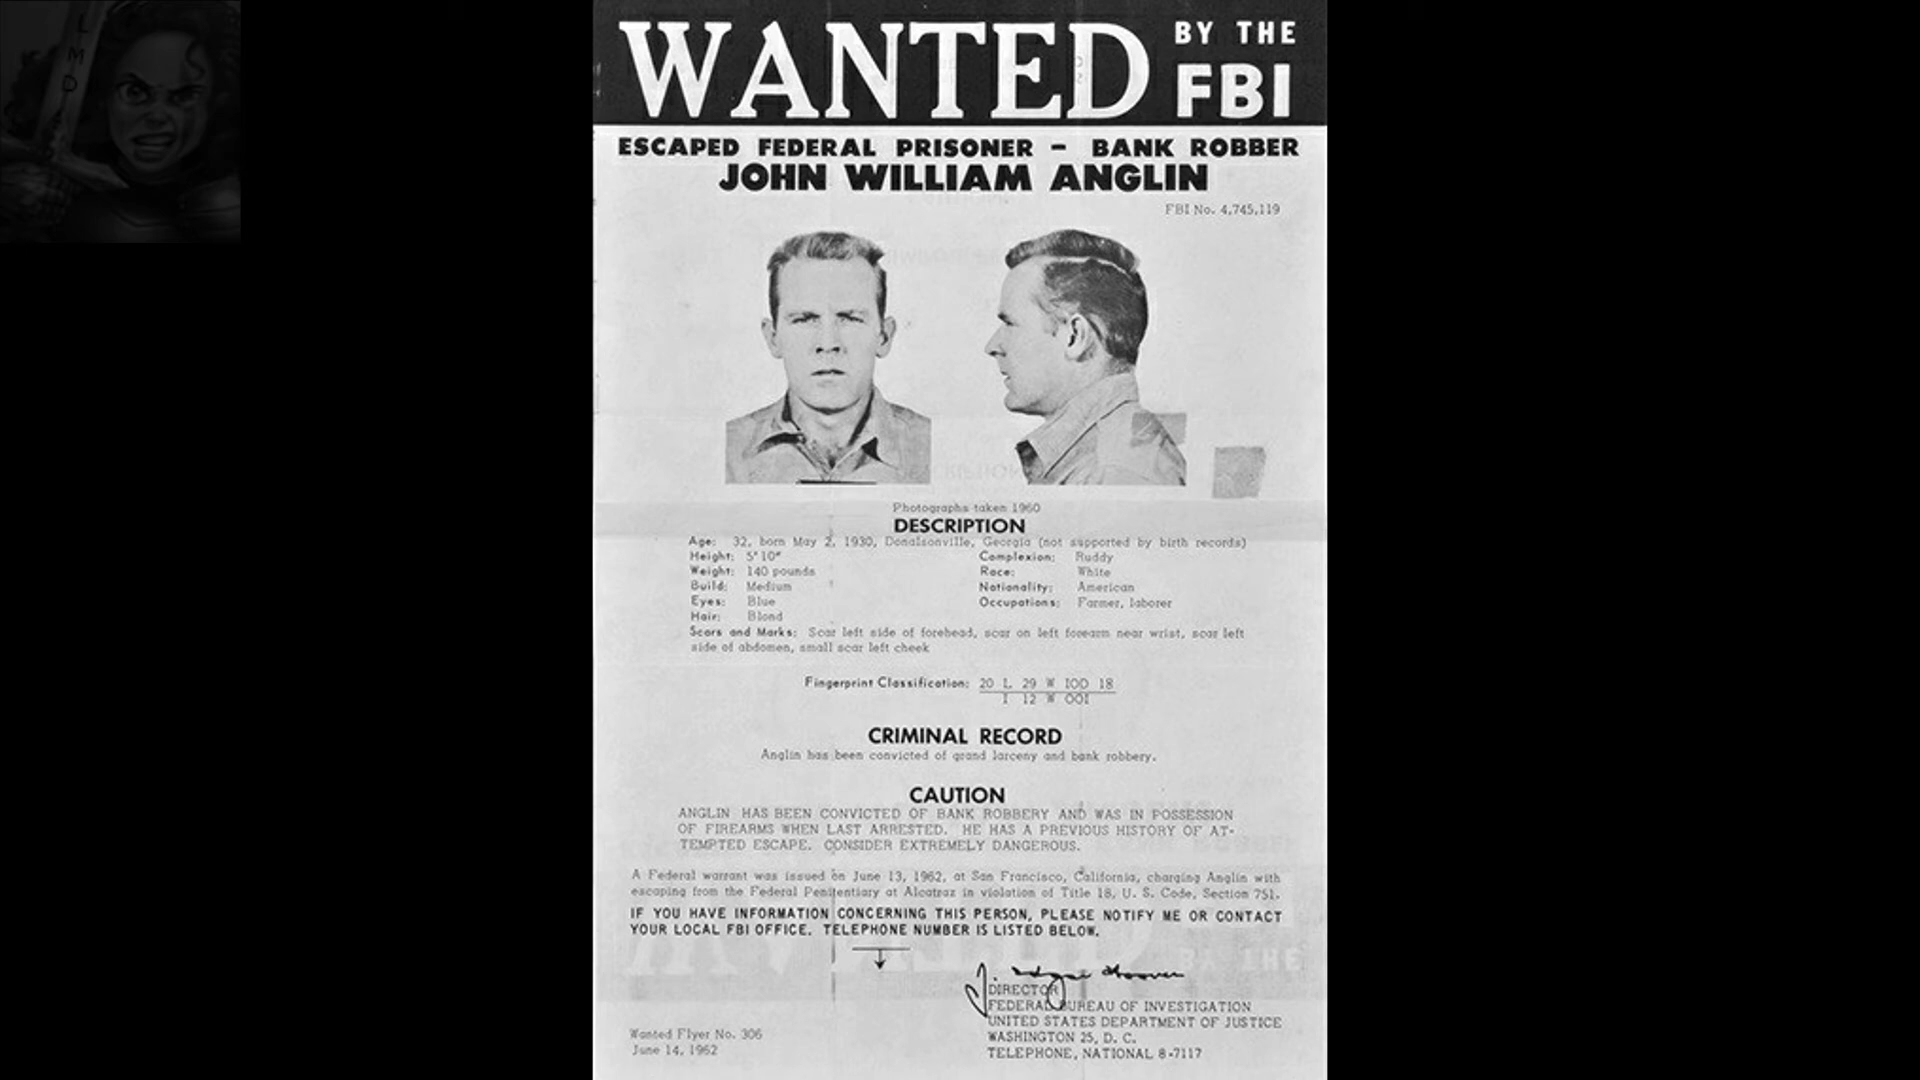 L
M
D
WANTED BY THE FBI
ESCAPED FEDERAL PRISONER - BANK ROBBER
JOHN WILLIAM ANGLIN
FBI No. 4,745,119
Photographs taken 1960
DESCRIPTION
Age: 32, born May 2, 1930, Donalsonville, Georgia (not supported by birth records)
Height: 5'10" Complexion: Ruddy
Weight: 140 pounds Race: White
Build: Medium Nationality: American
Eyes: Blue Occupations: Farmer, laborer
Hair: Blond
Scars and Marks: Scar left side of forehead, scar on left forearm near wrist, scar left
side of abdomen, small scar left cheek
Fingerprint Classification: 20 L 29 W IOO 18
I 12 W OOI
CRIMINAL RECORD
Anglin has been convicted of grand larceny and bank robbery.
CAUTION
ANGLIN HAS BEEN CONVICTED OF BANK ROBBERY AND WAS IN POSSESSION
OF FIREARMS WHEN LAST ARRESTED. HE HAS A PREVIOUS HISTORY OF AT-
TEMPTED ESCAPE. CONSIDER EXTREMELY DANGEROUS.
A Federal warrant was issued on June 13, 1962, at San Francisco, California, charging Anglin with
escaping from the Federal Penitentiary at Alcatraz in violation of Title 18, U. S. Code, Section 751.
IF YOU HAVE INFORMATION CONCERNING THIS PERSON, PLEASE NOTIFY ME OR CONTACT
YOUR LOCAL FBI OFFICE. TELEPHONE NUMBER IS LISTED BELOW.
J. Edgar Hoover
DIRECTOR
FEDERAL BUREAU OF INVESTIGATION
UNITED STATES DEPARTMENT OF JUSTICE
WASHINGTON 25, D. C.
TELEPHONE, NATIONAL 8-7117
Wanted Flyer No. 306
June 14, 1962